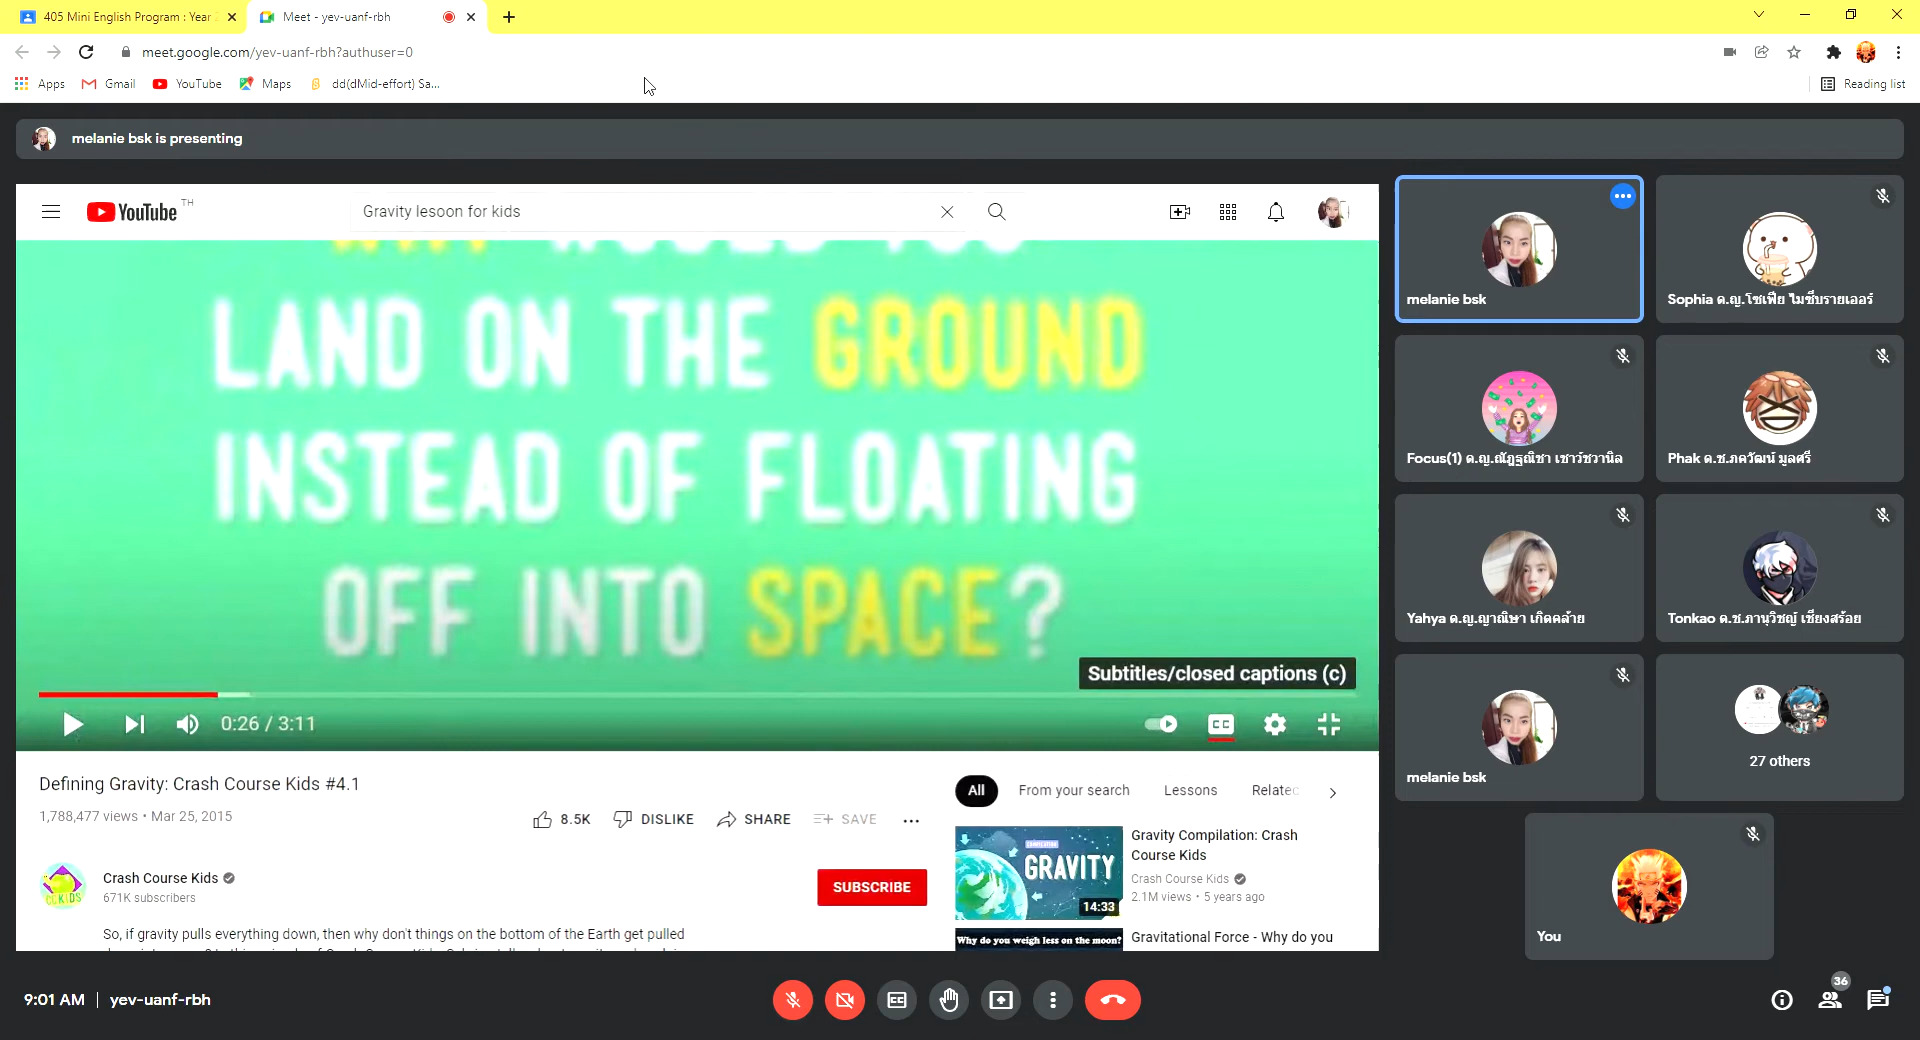 405 Mini English Program : Year
Meet - yev-uanf-rbh
meet.google.com/yev-uanf-rbh?authuser=0
Apps
Gmail
YouTube
Maps
dd(dMid-effort) Sa...
Reading list
melanie bsk is presenting
YouTube TH
Gravity lesoon for kids
WHY WOULD YOU
LAND ON THE GROUND
INSTEAD OF FLOATING
OFF INTO SPACE?
Subtitles/closed captions (c)
0:26 / 3:11
CC
Defining Gravity: Crash Course Kids #4.1
1,788,477 views • Mar 25, 2015
8.5K
DISLIKE
SHARE
SAVE
CC KIDS
Crash Course Kids
671K subscribers
SUBSCRIBE
So, if gravity pulls everything down, then why don't things on the bottom of the Earth get pulled
All
From your search
Lessons
Related
COMPILATION
GRAVITY
14:33
Gravity Compilation: Crash
Course Kids
Crash Course Kids
2.1M views • 5 years ago
Why do you weigh less on the moon?
Gravitational Force - Why do you
melanie bsk
Sophia ด.ญ.โซเฟีย ไมซึ่บรายเออร์
Focus(1) ด.ญ.ณัฏฐณิชา เชาว์ชวานิล
Phak ด.ช.ภควัฒน์ มูลศรี
Yahya ด.ญ.ญาณิษา เกิดคล้าย
Tonkao ด.ช.ภานุวิชญ์ เชียงสร้อย
melanie bsk
27 others
You
9:01 AM | yev-uanf-rbh
36